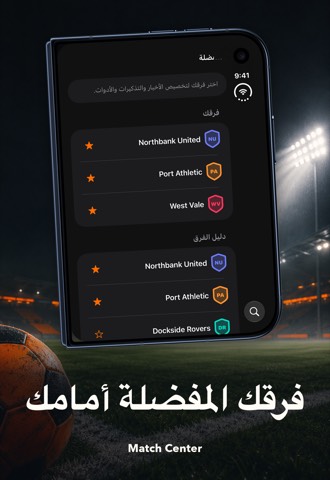 المفضلة
9:41
اختر فرقك لتخصيص الأخبار والتذكيرات والأدوات.
فرقك
Northbank United NU
Port Athletic PA
West Vale WV
دليل الفرق
Northbank United NU
Port Athletic PA
Dockside Rovers DR
فرقك المفضلة أمامك
Match Center